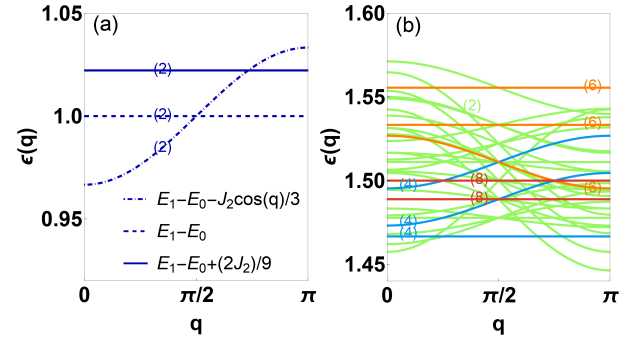 (a)
1.05
1.0
0.95
ε(q)
(2)
(2)
(2)
E₁−E₀−J₂cos(q)/3
E₁−E₀
E₁−E₀+(2J₂)/9
0
π/2
π
q
(b)
1.60
1.55
1.50
1.45
ε(q)
(6)
(2)
(6)
(8)
(4)
(6)
(8)
(4)
(4)
0
π/2
π
q